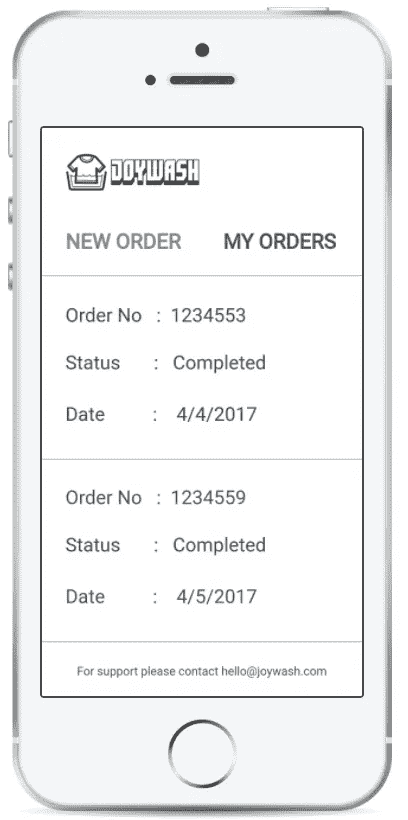 JOYWASH
NEW ORDER MY ORDERS
Order No : 1234553
Status : Completed
Date : 4/4/2017
Order No : 1234559
Status : Completed
Date : 4/5/2017
For support please contact hello@joywash.com